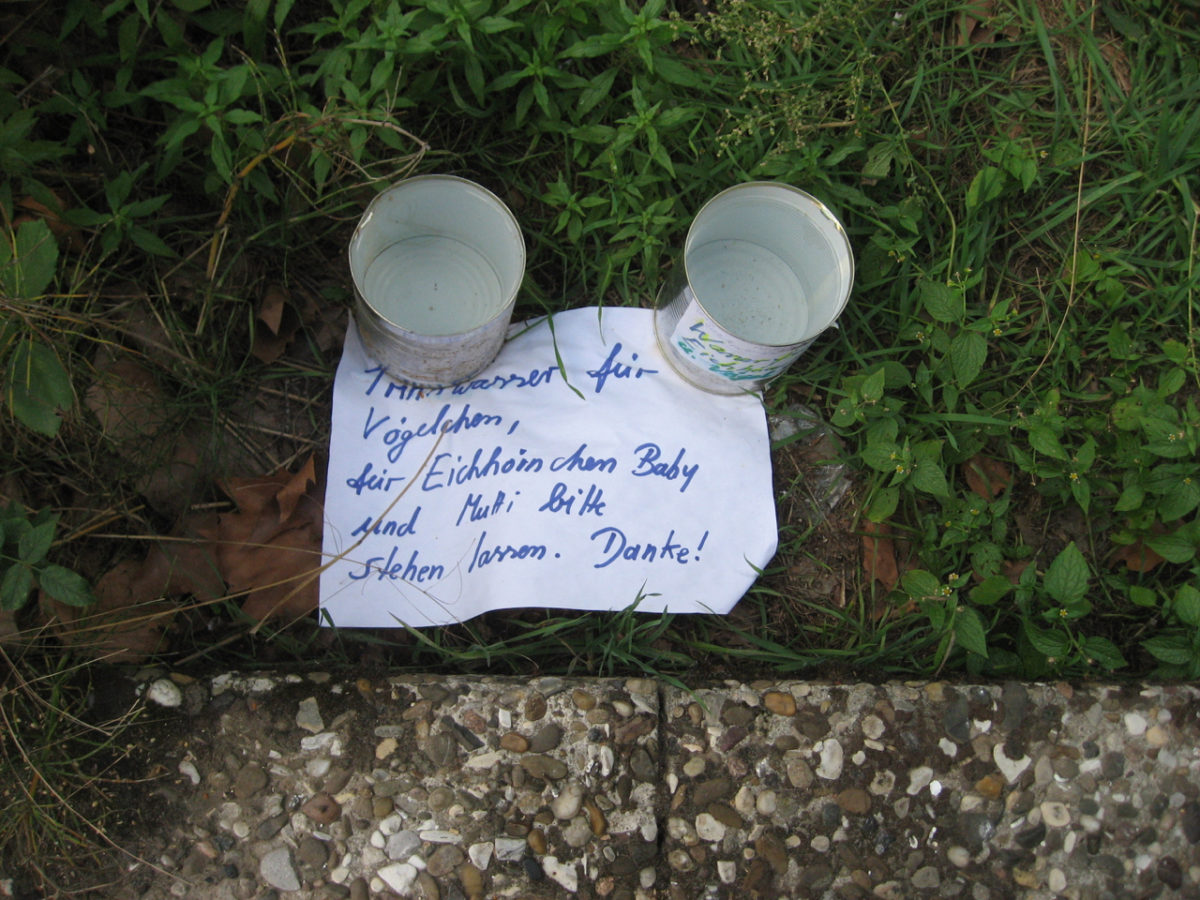 Trinkwasser für
Vögelchen,
für Eichhörnchen Baby
und Mutti bitte
stehen lassen. Danke!